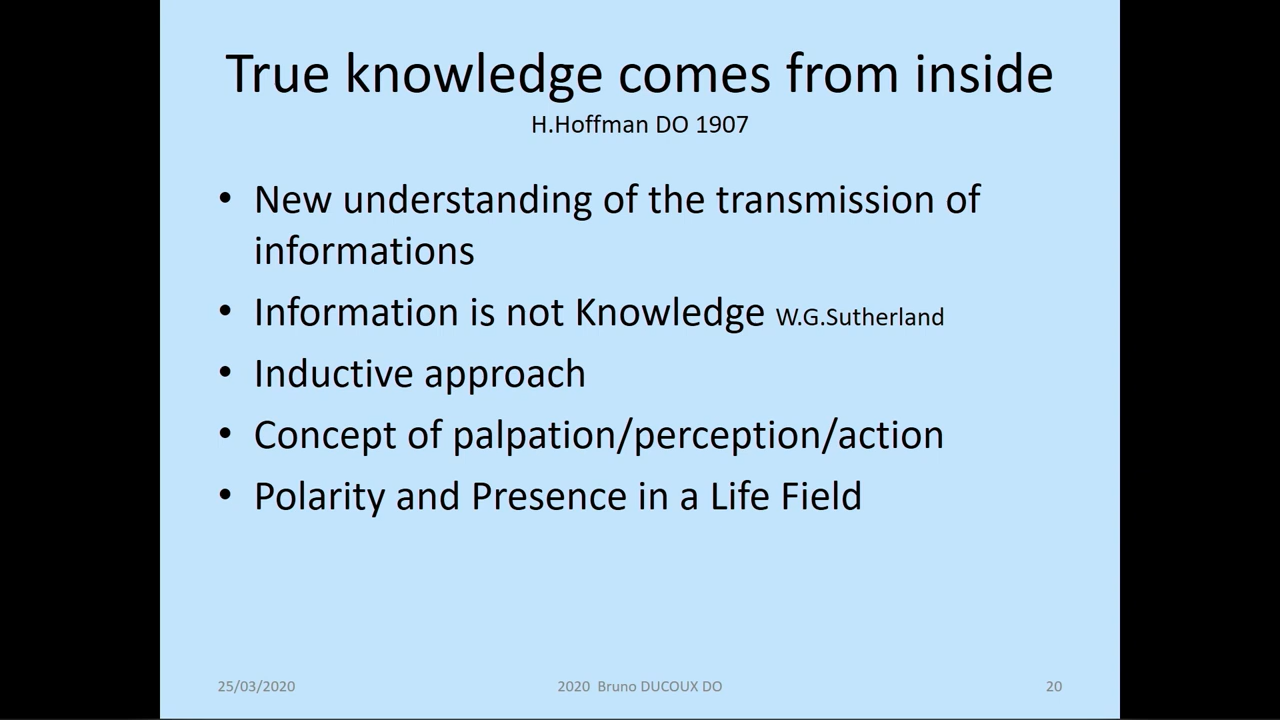 True knowledge comes from inside
H.Hoffman DO 1907
• New understanding of the transmission of
informations
• Information is not Knowledge W.G.Sutherland
• Inductive approach
• Concept of palpation/perception/action
• Polarity and Presence in a Life Field
25/03/2020 2020 Bruno DUCOUX DO 20